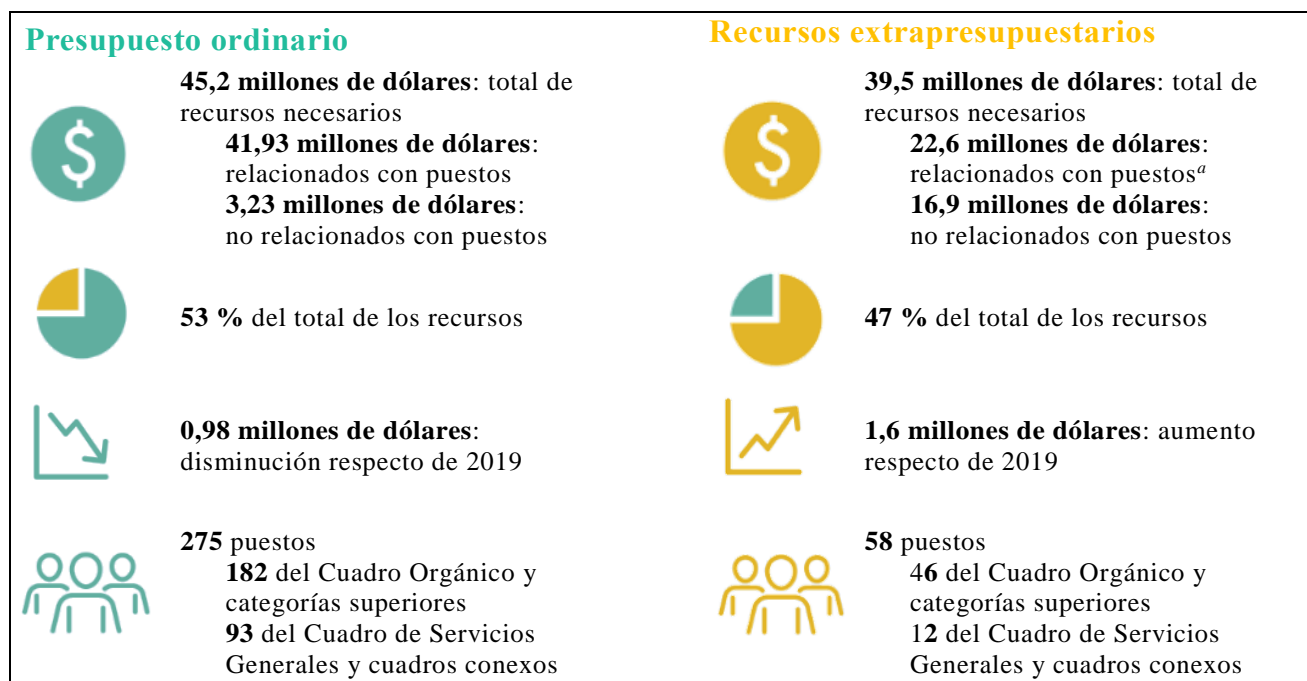 Presupuesto ordinario
45,2 millones de dólares: total de
recursos necesarios
41,93 millones de dólares:
relacionados con puestos
3,23 millones de dólares:
no relacionados con puestos
53 % del total de los recursos
0,98 millones de dólares:
disminución respecto de 2019
275 puestos
182 del Cuadro Orgánico y
categorías superiores
93 del Cuadro de Servicios
Generales y cuadros conexos
Recursos extrapresupuestarios
39,5 millones de dólares: total de
recursos necesarios
22,6 millones de dólares:
relacionados con puestosᵃ
16,9 millones de dólares:
no relacionados con puestos
47 % del total de los recursos
1,6 millones de dólares: aumento
respecto de 2019
58 puestos
46 del Cuadro Orgánico y
categorías superiores
12 del Cuadro de Servicios
Generales y cuadros conexos